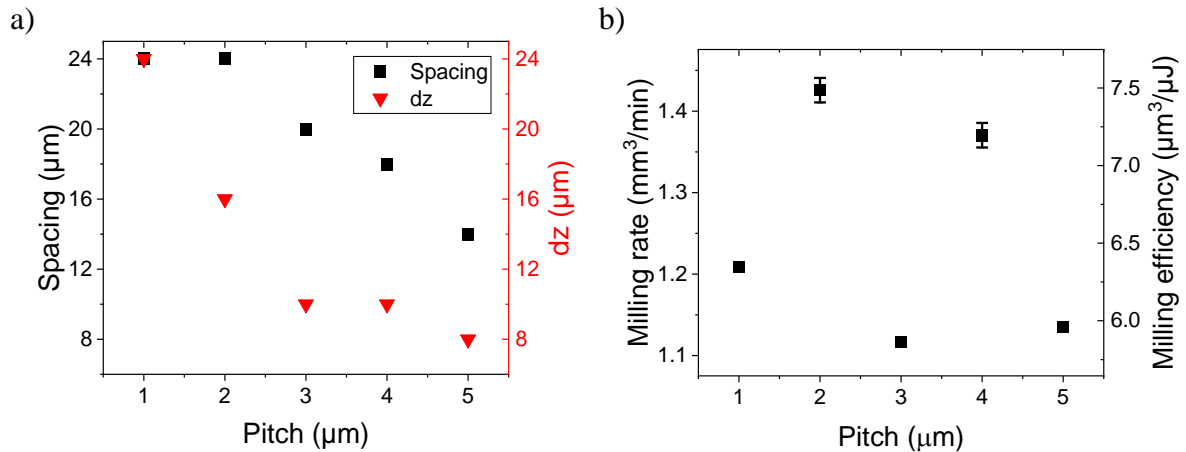 a)
Spacing (µm)
24
20
16
12
8
Spacing
dz
24
20
16
12
8
dz (µm)
1 2 3 4 5
Pitch (µm)
b)
Milling rate (mm³/min)
1.4
1.3
1.2
1.1
7.5
7.0
6.5
6.0
Milling efficiency (µm³/µJ)
1 2 3 4 5
Pitch (µm)